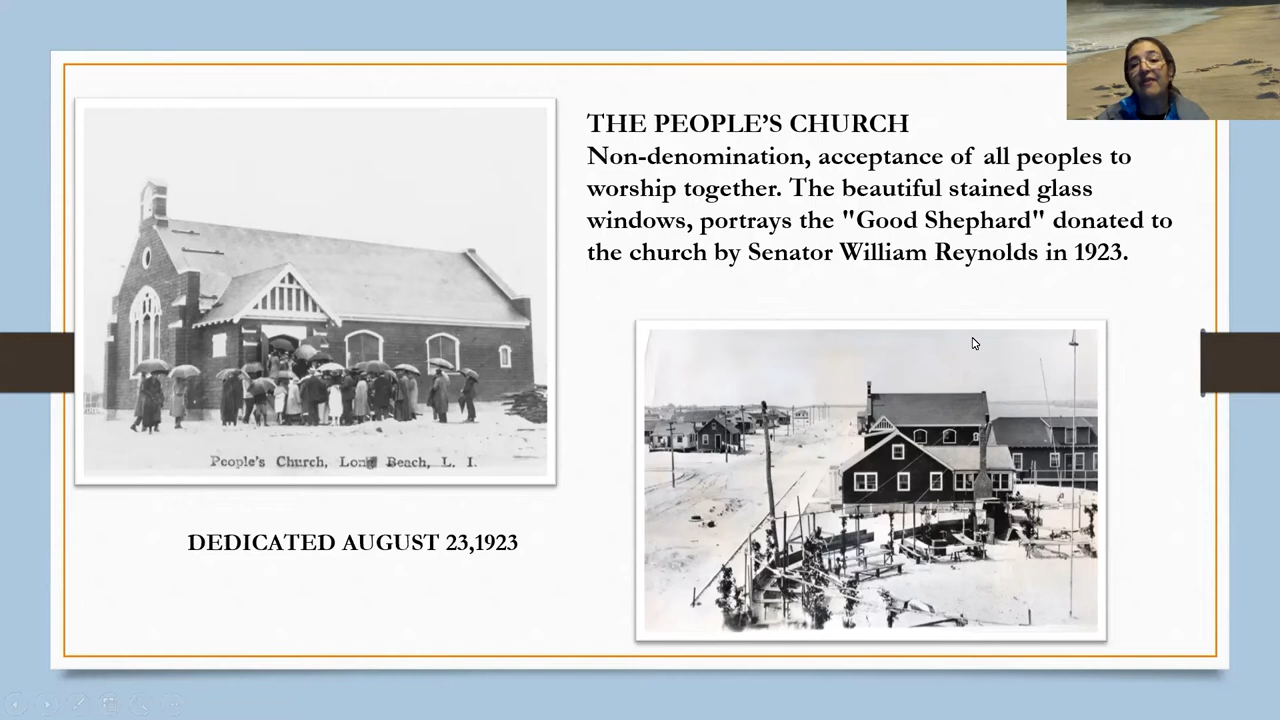 THE PEOPLE'S CHURCH
Non-denomination, acceptance of all peoples to
worship together. The beautiful stained glass
windows, portrays the "Good Shephard" donated to
the church by Senator William Reynolds in 1923.
People's Church, Long Beach, L. I.
DEDICATED AUGUST 23,1923